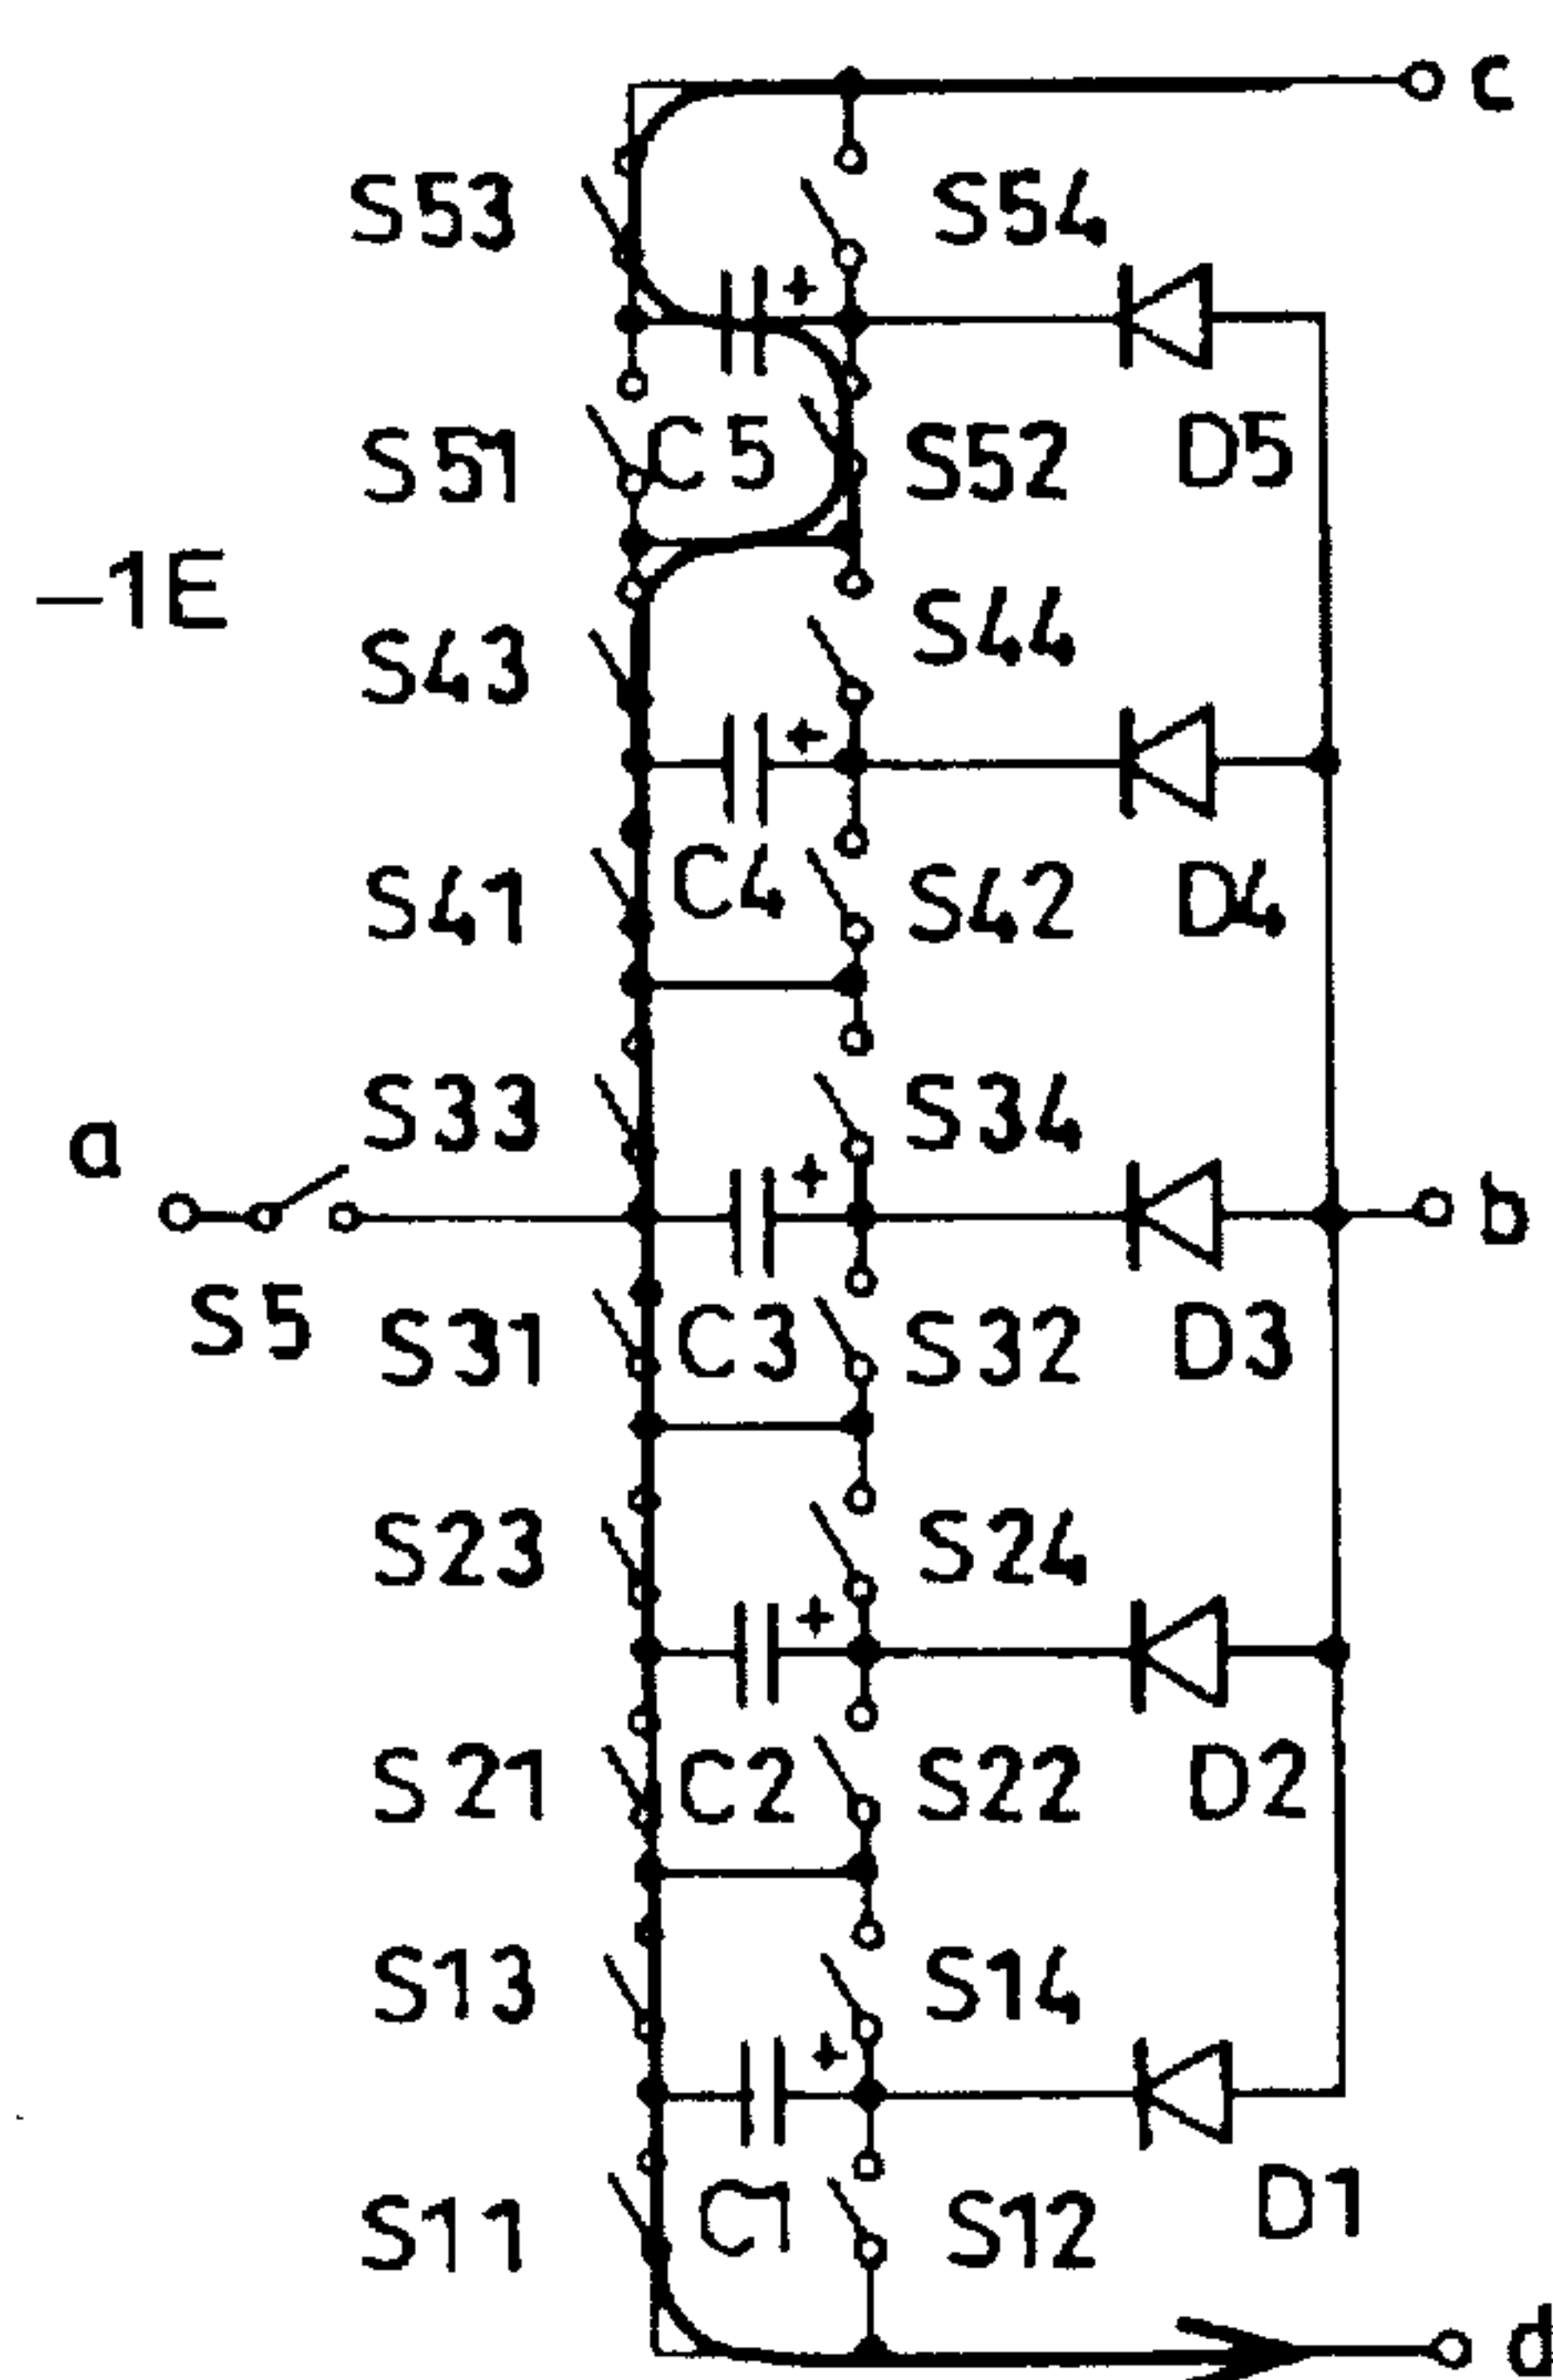 c
S53 S54
+
S51 C5 S52 D5
–1E
S43 S44
+
S41 C4 S42 D4
S33 S34
a
+
b
S5 S31 C3 S32 D3
S23 S24
+
S21 C2 S22 D2
S13 S14
+
S11 C1 S12 D1
d